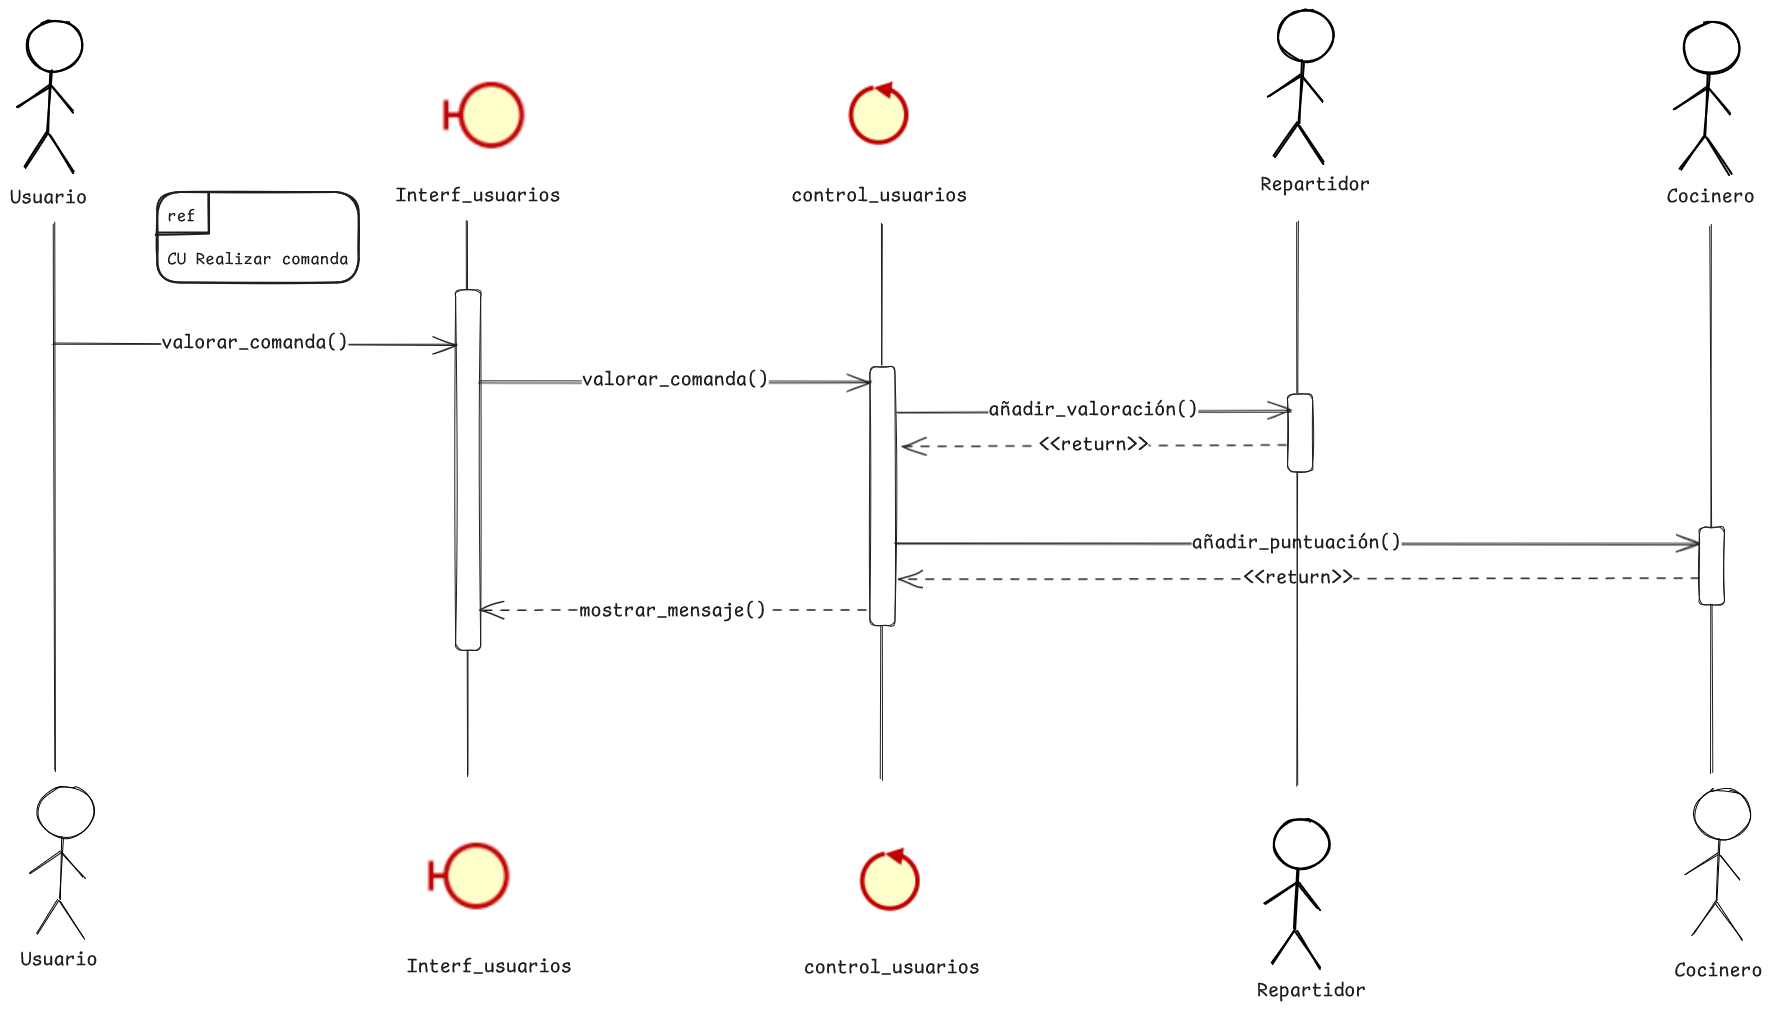 Usuario
Interf_usuarios
control_usuarios
Repartidor
Cocinero
ref
CU Realizar comanda
valorar_comanda()
valorar_comanda()
añadir_valoración()
<<return>>
añadir_puntuación()
<<return>>
mostrar_mensaje()
Usuario
Interf_usuarios
control_usuarios
Repartidor
Cocinero